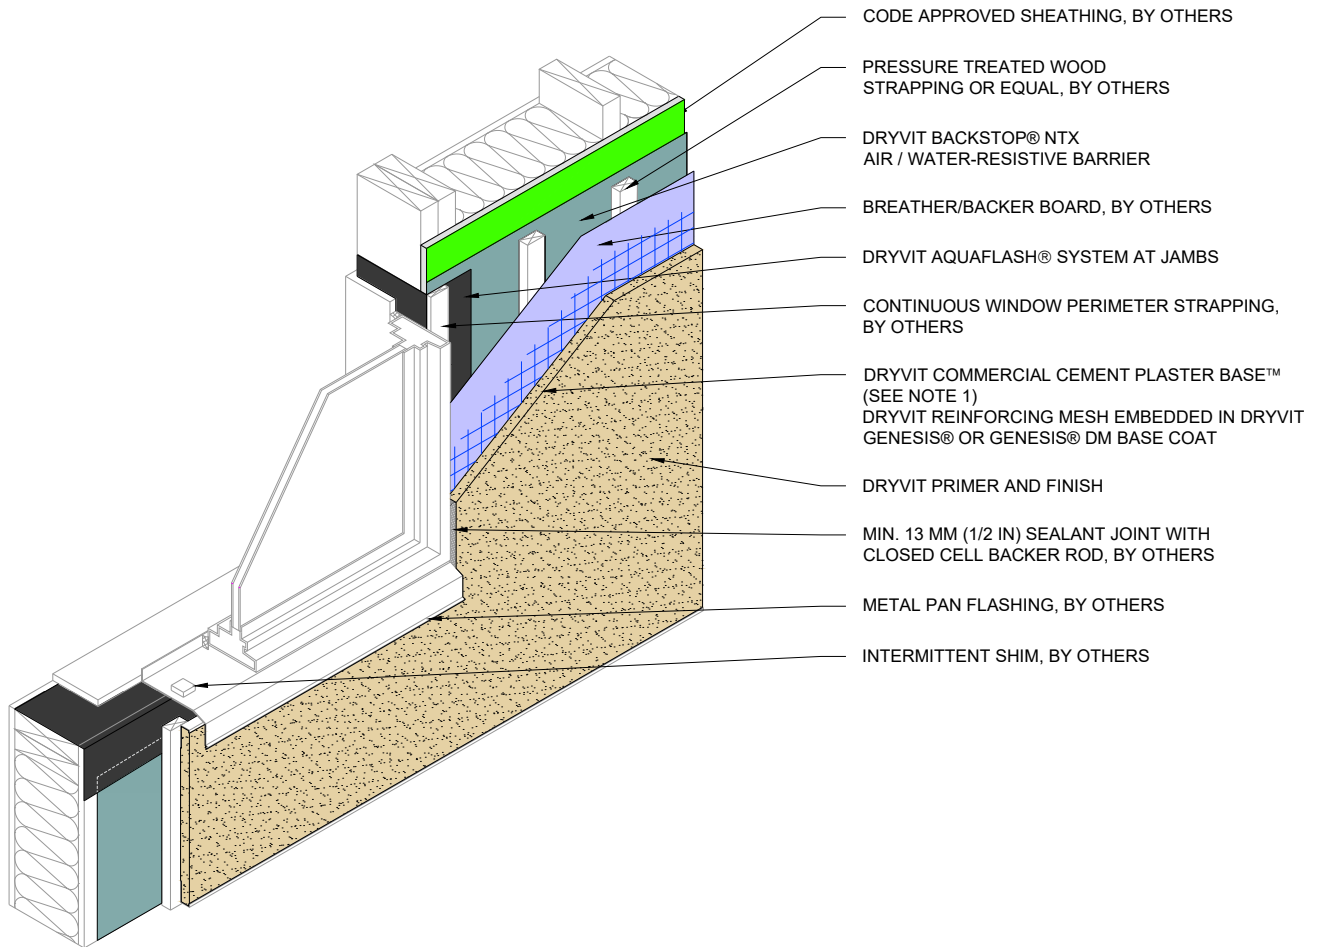 CODE APPROVED SHEATHING, BY OTHERS
PRESSURE TREATED WOOD
STRAPPING OR EQUAL, BY OTHERS
DRYVIT BACKSTOP® NTX
AIR / WATER-RESISTIVE BARRIER
BREATHER/BACKER BOARD, BY OTHERS
DRYVIT AQUAFLASH® SYSTEM AT JAMBS
CONTINUOUS WINDOW PERIMETER STRAPPING,
BY OTHERS
DRYVIT COMMERCIAL CEMENT PLASTER BASE™
(SEE NOTE 1)
DRYVIT REINFORCING MESH EMBEDDED IN DRYVIT
GENESIS® OR GENESIS® DM BASE COAT
DRYVIT PRIMER AND FINISH
MIN. 13 MM (1/2 IN) SEALANT JOINT WITH
CLOSED CELL BACKER ROD, BY OTHERS
METAL PAN FLASHING, BY OTHERS
INTERMITTENT SHIM, BY OTHERS